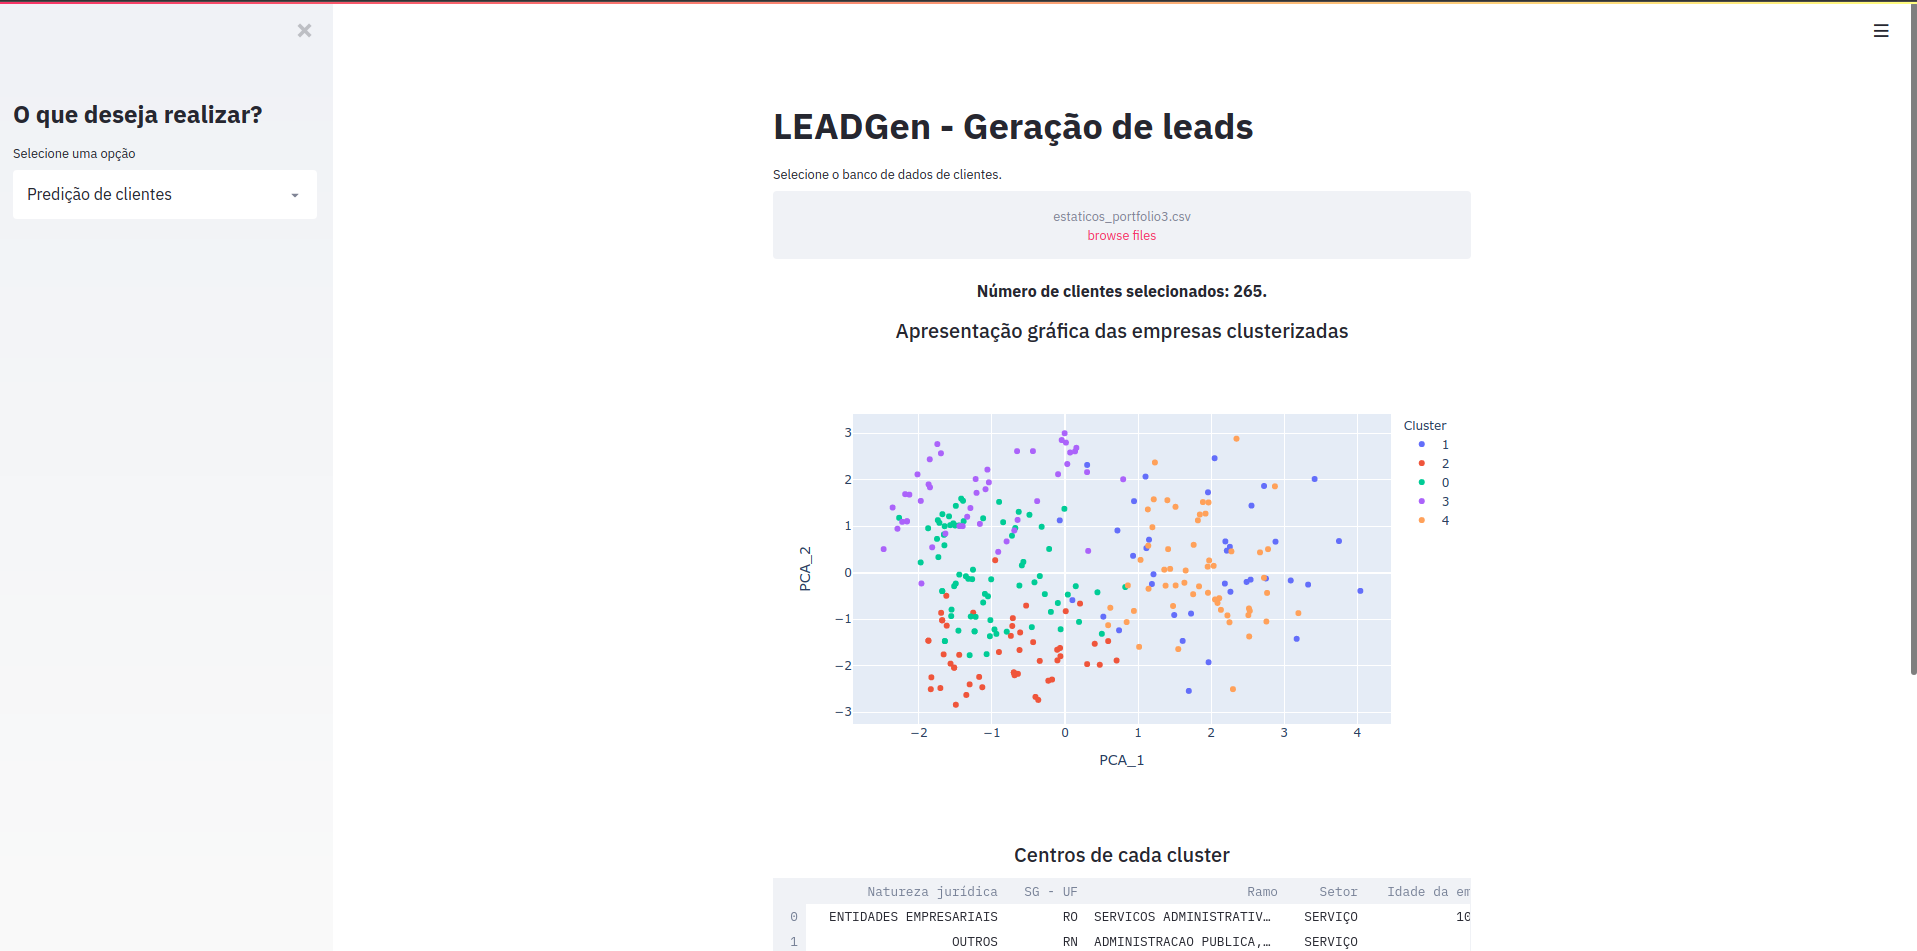 O que deseja realizar?
Selecione uma opção
Predição de clientes
LEADGen - Geração de leads
Selecione o banco de dados de clientes.
estaticos_portfolio3.csv
browse files
Número de clientes selecionados: 265.
Apresentação gráfica das empresas clusterizadas
Cluster
1
2
0
3
4
3
2
1
0
−1
−2
−3
PCA_2
−2 −1 0 1 2 3 4
PCA_1
Centros de cada cluster
Natureza jurídica SG - UF Ramo Setor Idade da em
0 ENTIDADES EMPRESARIAIS RO SERVICOS ADMINISTRATIV… SERVIÇO 10
1 OUTROS RN ADMINISTRACAO PUBLICA,… SERVIÇO